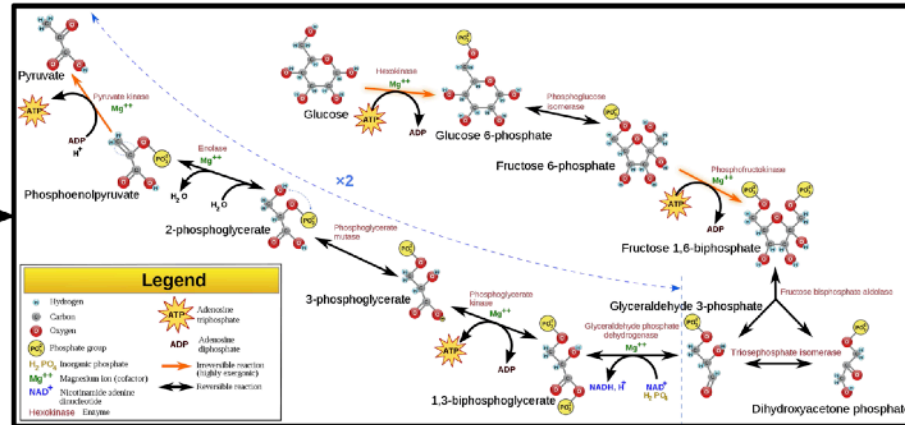 Pyruvate
Pyruvate kinase
Mg++
ATP
ADP
H+
Phosphoenolpyruvate
Enolase
Mg++
H2O
H2O
2-phosphoglycerate
×2
Glucose
Hexokinase
Mg++
ATP
ADP
Glucose 6-phosphate
Phosphoglucose
isomerase
Fructose 6-phosphate
Phosphofructokinase
Mg++
ATP
ADP
Fructose 1,6-biphosphate
Fructose bisphosphate aldolase
Phosphoglycerate
mutase
3-phosphoglycerate
Phosphoglycerate
kinase
Mg++
ATP
ADP
1,3-biphosphoglycerate
Glyceraldehyde 3-phosphate
Glyceraldehyde phosphate
dehydrogenase
Mg++
NADH, H+
NAD+
H2PO4
Triosephosphate isomerase
Dihydroxyacetone phosphate
Legend
Hydrogen
Carbon
Oxygen
Phosphate group
H2PO4 Inorganic phosphate
Mg++ Magnesium ion (cofactor)
NAD+ Nicotinamide adenine
dinucleotide
Hexokinase Enzyme
ATP Adenosine
triphosphate
ADP Adenosine
diphosphate
Irreversible reaction
(highly exergonic)
Reversible reaction